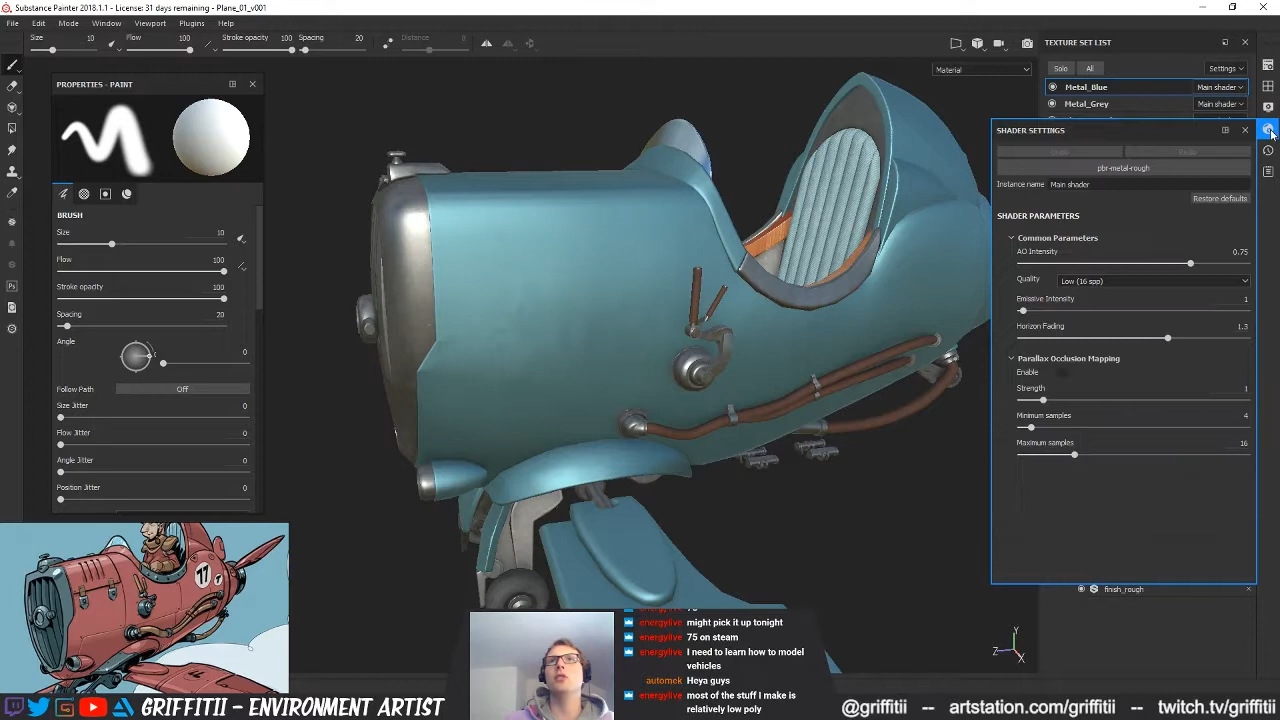 Substance Painter 2018.1.1 - License: 31 days remaining - Plane_01_v001
File Edit Mode Window Viewport Plugins Help
Size 10 Flow 100 Stroke opacity 100 Spacing 20 Distance 8
PROPERTIES - PAINT
BRUSH
Size 10
Flow 100
Stroke opacity 100
Spacing 20
Angle
0
Follow Path Off
Size Jitter 0
Flow Jitter 0
Angle Jitter 0
Position Jitter 0
Ps
Material
TEXTURE SET LIST
Solo All Settings
Metal_Blue Main shader
Metal_Grey Main shader
SHADER SETTINGS
Undo Redo
pbr-metal-rough
Instance name Main shader
Restore defaults
SHADER PARAMETERS
Common Parameters
AO Intensity 0.75
Quality Low (16 spp)
Emissive Intensity 1
Horizon Fading 1.3
Parallax Occlusion Mapping
Enable
Strength 1
Minimum samples 4
Maximum samples 16
finish_rough
Y
Z X
77
energylive might pick it up tonight
energylive 75 on steam
energylive I need to learn how to model
vehicles
automek Heya guys
energylive most of the stuff I make is
relatively low poly
GRIFFITII - ENVIRONMENT ARTIST
@griffitii -- artstation.com/griffitii -- twitch.tv/griffitii